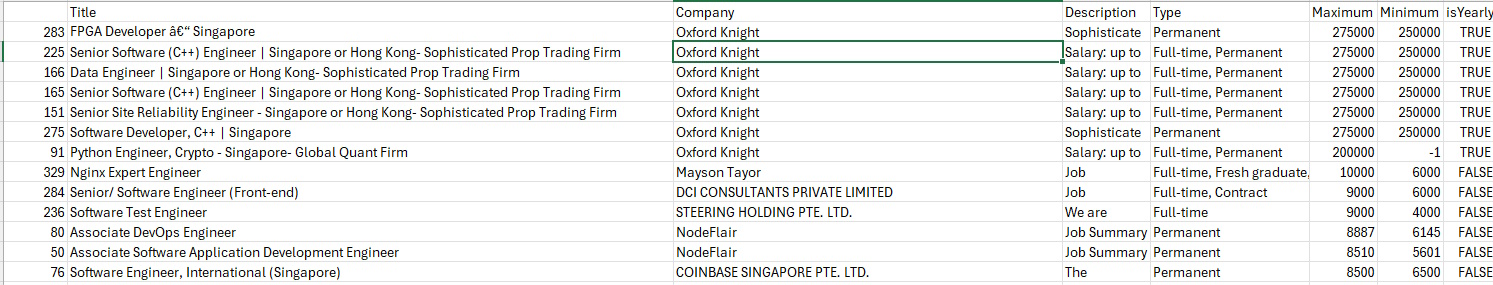 Title Company Description Type Maximum Minimum isYearly
283 FPGA Developer â€“ Singapore Oxford Knight Sophisticate Permanent 275000 250000 TRUE
225 Senior Software (C++) Engineer | Singapore or Hong Kong- Sophisticated Prop Trading Firm Oxford Knight Salary: up to Full-time, Permanent 275000 250000 TRUE
166 Data Engineer | Singapore or Hong Kong- Sophisticated Prop Trading Firm Oxford Knight Salary: up to Full-time, Permanent 275000 250000 TRUE
165 Senior Software (C++) Engineer | Singapore or Hong Kong- Sophisticated Prop Trading Firm Oxford Knight Salary: up to Full-time, Permanent 275000 250000 TRUE
151 Senior Site Reliability Engineer - Singapore or Hong Kong- Sophisticated Prop Trading Firm Oxford Knight Salary: up to Full-time, Permanent 275000 250000 TRUE
275 Software Developer, C++ | Singapore Oxford Knight Sophisticate Permanent 275000 250000 TRUE
91 Python Engineer, Crypto - Singapore- Global Quant Firm Oxford Knight Salary: up to Full-time, Permanent 200000 -1 TRUE
329 Nginx Expert Engineer Mayson Tayor Job Full-time, Fresh graduate, 10000 6000 FALSE
284 Senior/ Software Engineer (Front-end) DCI CONSULTANTS PRIVATE LIMITED Job Full-time, Contract 9000 6000 FALSE
236 Software Test Engineer STEERING HOLDING PTE. LTD. We are Full-time 9000 4000 FALSE
80 Associate DevOps Engineer NodeFlair Job Summary Permanent 8887 6145 FALSE
50 Associate Software Application Development Engineer NodeFlair Job Summary Permanent 8510 5601 FALSE
76 Software Engineer, International (Singapore) COINBASE SINGAPORE PTE. LTD. The Permanent 8500 6500 FALSE